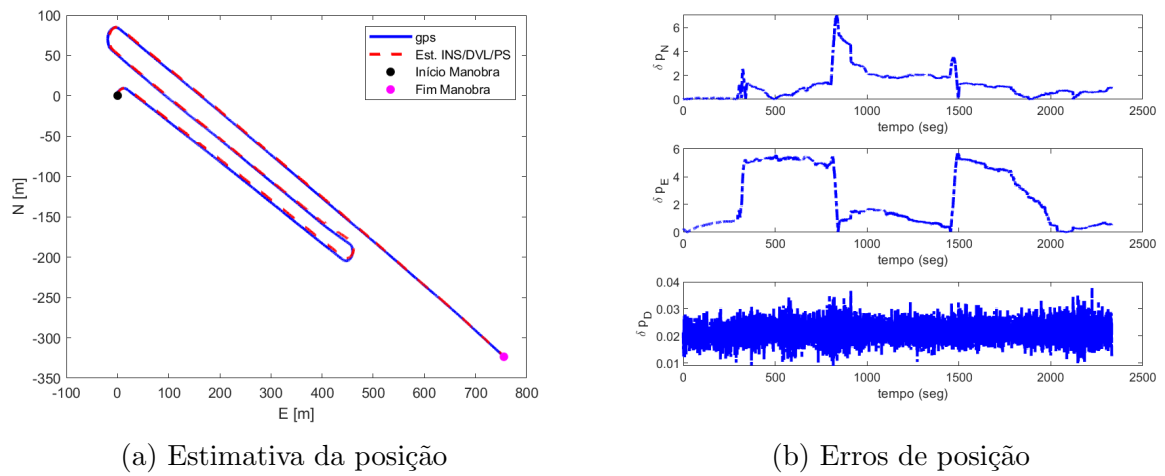 100
50
0
-50
-100
-150
-200
-250
-300
-350
N [m]
-100 0 100 200 300 400 500 600 700 800
E [m]
gps
Est. INS/DVL/PS
Início Manobra
Fim Manobra
(a) Estimativa da posição
6
4
2
0
δ p_N
0 500 1000 1500 2000 2500
tempo (seg)
6
4
2
0
δ p_E
0 500 1000 1500 2000 2500
tempo (seg)
0.04
0.03
0.02
0.01
δ p_D
0 500 1000 1500 2000 2500
tempo (seg)
(b) Erros de posição